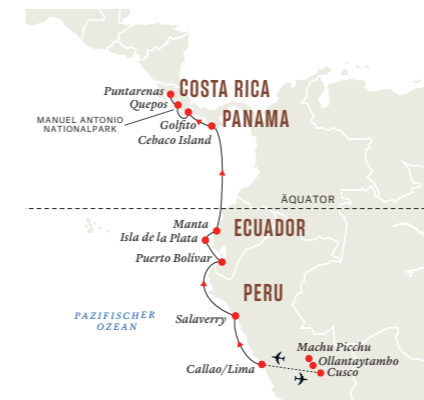 Puntarenas
COSTA RICA
Quepos
MANUEL ANTONIO
NATIONALPARK
Golfito
PANAMA
Cebaco Island
ÄQUATOR
Manta
ECUADOR
Isla de la Plata
Puerto Bolívar
PERU
PAZIFISCHER
OZEAN
Salaverry
Machu Picchu
Ollantaytambo
Callao/Lima
Cusco